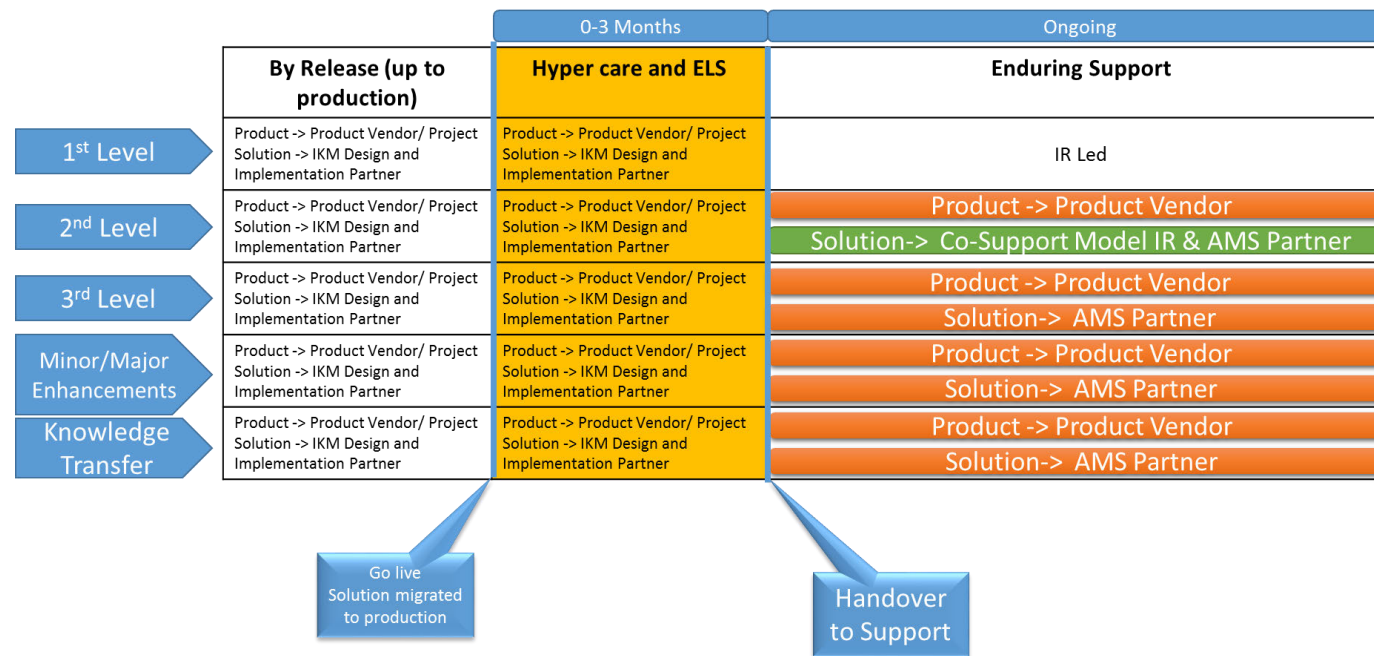 0-3 Months
Ongoing
By Release (up to
production)
Hyper care and ELS
Enduring Support
1st Level
Product -> Product Vendor/ Project
Solution -> IKM Design and
Implementation Partner
Product -> Product Vendor/ Project
Solution -> IKM Design and
Implementation Partner
IR Led
2nd Level
Product -> Product Vendor/ Project
Solution -> IKM Design and
Implementation Partner
Product -> Product Vendor/ Project
Solution -> IKM Design and
Implementation Partner
Product -> Product Vendor
Solution-> Co-Support Model IR & AMS Partner
3rd Level
Product -> Product Vendor/ Project
Solution -> IKM Design and
Implementation Partner
Product -> Product Vendor/ Project
Solution -> IKM Design and
Implementation Partner
Product -> Product Vendor
Solution-> AMS Partner
Minor/Major
Enhancements
Product -> Product Vendor/ Project
Solution -> IKM Design and
Implementation Partner
Product -> Product Vendor/ Project
Solution -> IKM Design and
Implementation Partner
Product -> Product Vendor
Solution-> AMS Partner
Knowledge
Transfer
Product -> Product Vendor/ Project
Solution -> IKM Design and
Implementation Partner
Product -> Product Vendor/ Project
Solution -> IKM Design and
Implementation Partner
Product -> Product Vendor
Solution-> AMS Partner
Go live
Solution migrated
to production
Handover
to Support